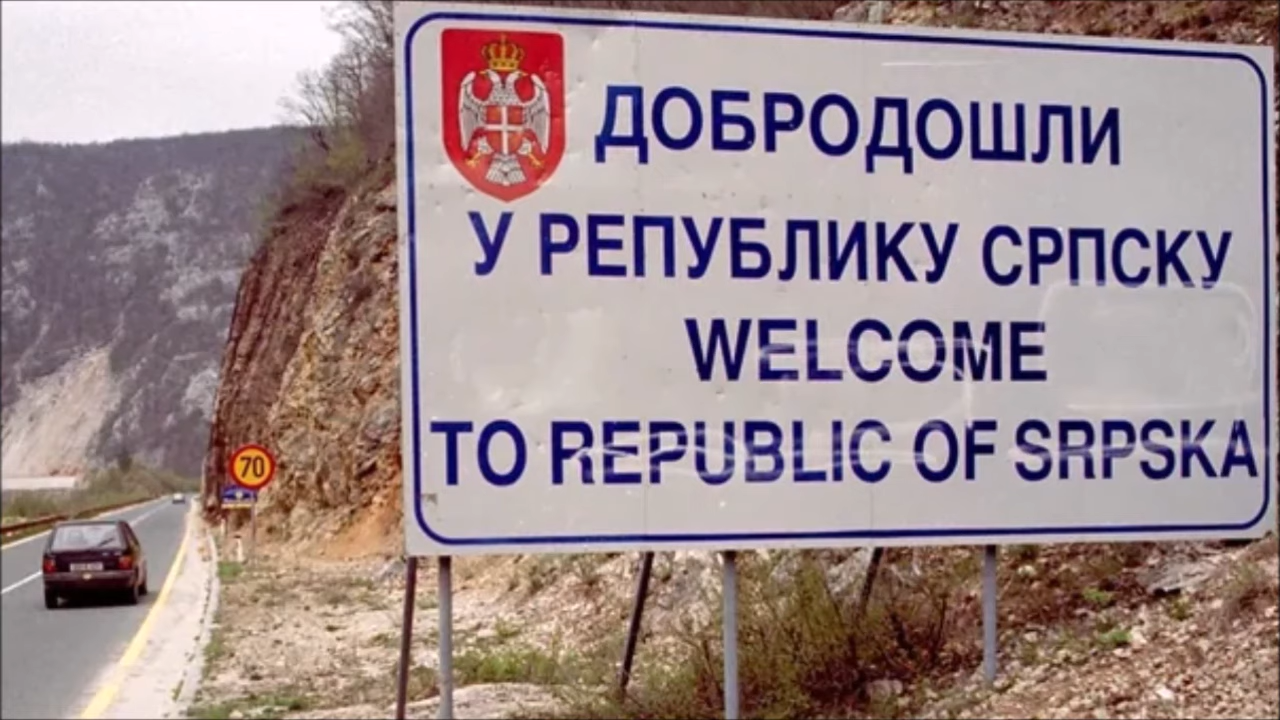 ДОБРОДОШЛИ
У РЕПУБЛИКУ СРПСКУ
WELCOME
TO REPUBLIC OF SRPSKA
70